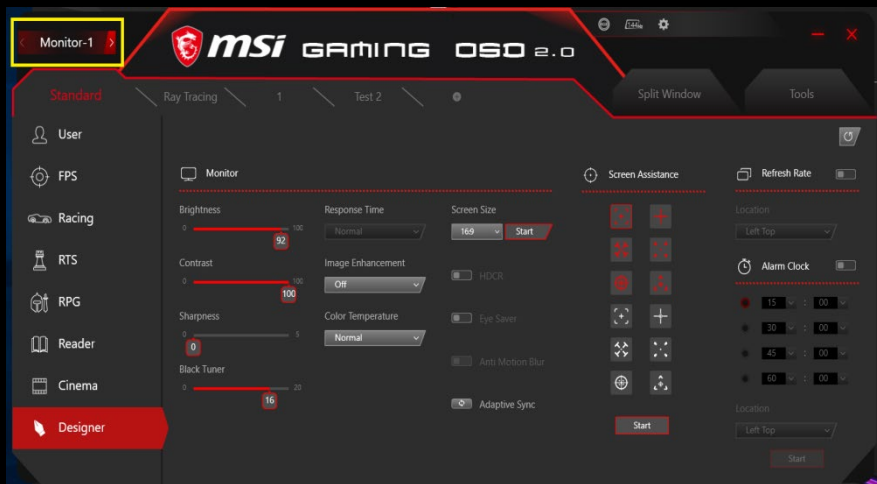 Monitor-1
msi GAMING OSD 2.0
144Hz
Standard
Ray Tracing
1
Test 2
Split Window
Tools
User
FPS
Racing
RTS
RPG
Reader
Cinema
Designer
Monitor
Brightness
0
100
92
Contrast
0
100
100
Sharpness
0
5
0
Black Tuner
0
20
16
Response Time
Normal
Image Enhancement
Off
Color Temperature
Normal
Screen Size
16:9
Start
HDCR
Eye Saver
Anti Motion Blur
Adaptive Sync
Screen Assistance
Start
Refresh Rate
Location
Left Top
Alarm Clock
15 : 00
30 : 00
45 : 00
60 : 00
Location
Left Top
Start